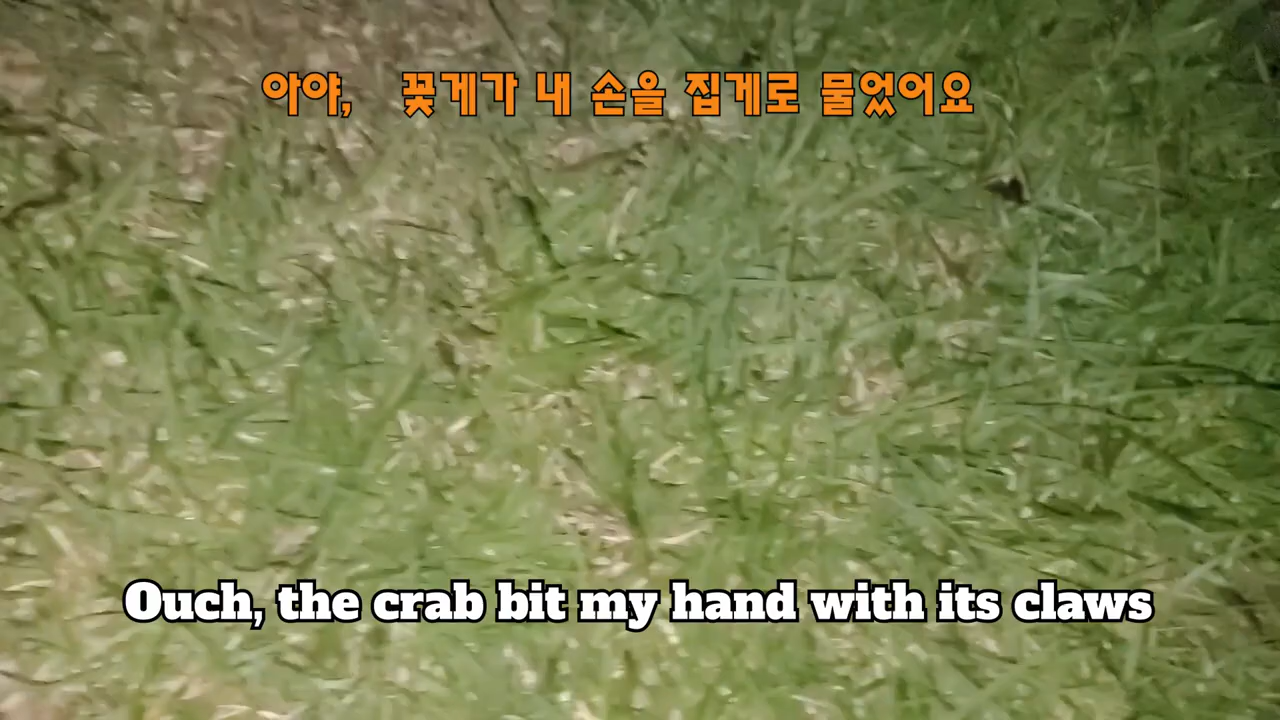 아야, 꽃게가 내 손을 집게로 물었어요
Ouch, the crab bit my hand with its claws